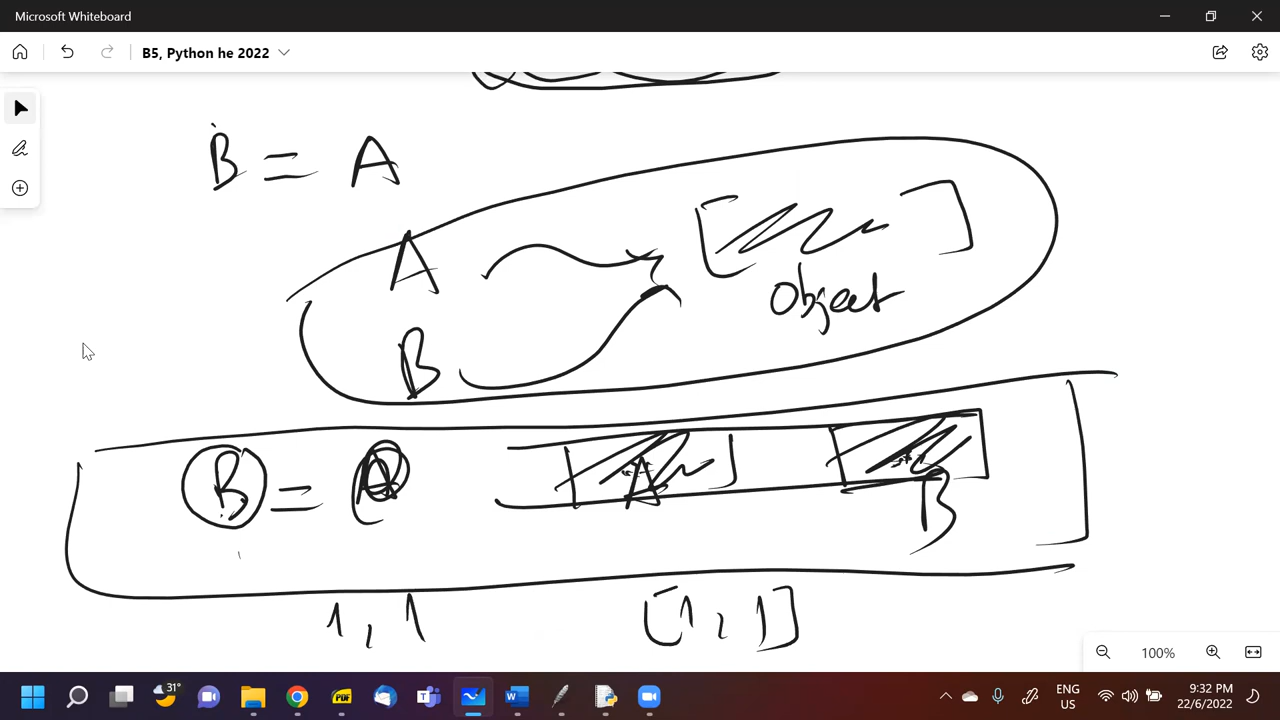 Microsoft Whiteboard
B5, Python he 2022
B = A
A
Object
B
B = A
A
B
1, 1
[1, 1]
100%
31°
PDF
ENG
US
9:32 PM
22/6/2022